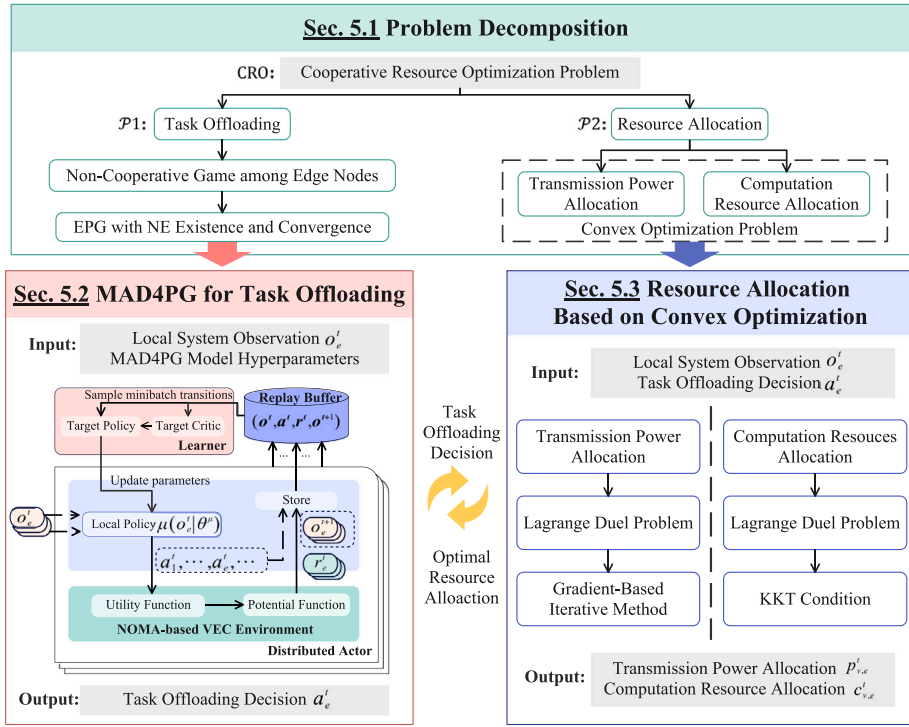 Sec. 5.1 Problem Decomposition
CRO: Cooperative Resource Optimization Problem
𝒫1: Task Offloading
𝒫2: Resource Allocation
Non-Cooperative Game among Edge Nodes
EPG with NE Existence and Convergence
Transmission Power
Allocation
Computation
Resource Allocation
Convex Optimization Problem
Sec. 5.2 MAD4PG for Task Offloading
Input: Local System Observation o_e^t
MAD4PG Model Hyperparameters
Sample minibatch transitions
Target Policy
Target Critic
Learner
Replay Buffer
(o^t, a^t, r^t, o^{t+1})
... ...
Update parameters
Store
o_e^t
Local Policy μ(o_e^t|θ^μ)
o_e^{t+1}
a_1^t, ⋯, a_e^t, ⋯
r_e^t
Utility Function
Potential Function
NOMA-based VEC Environment
Distributed Actor
Output: Task Offloading Decision a_e^t
Task
Offloading
Decision
Optimal
Resource
Alloaction
Sec. 5.3 Resource Allocation
Based on Convex Optimization
Input: Local System Observation o_e^t
Task Offloading Decision a_e^t
Transmission Power
Allocation
Lagrange Duel Problem
Gradient-Based
Iterative Method
Computation Resouces
Allocation
Lagrange Duel Problem
KKT Condition
Output: Transmission Power Allocation p_{v,e}^t
Computation Resource Allocation c_{v,e}^t